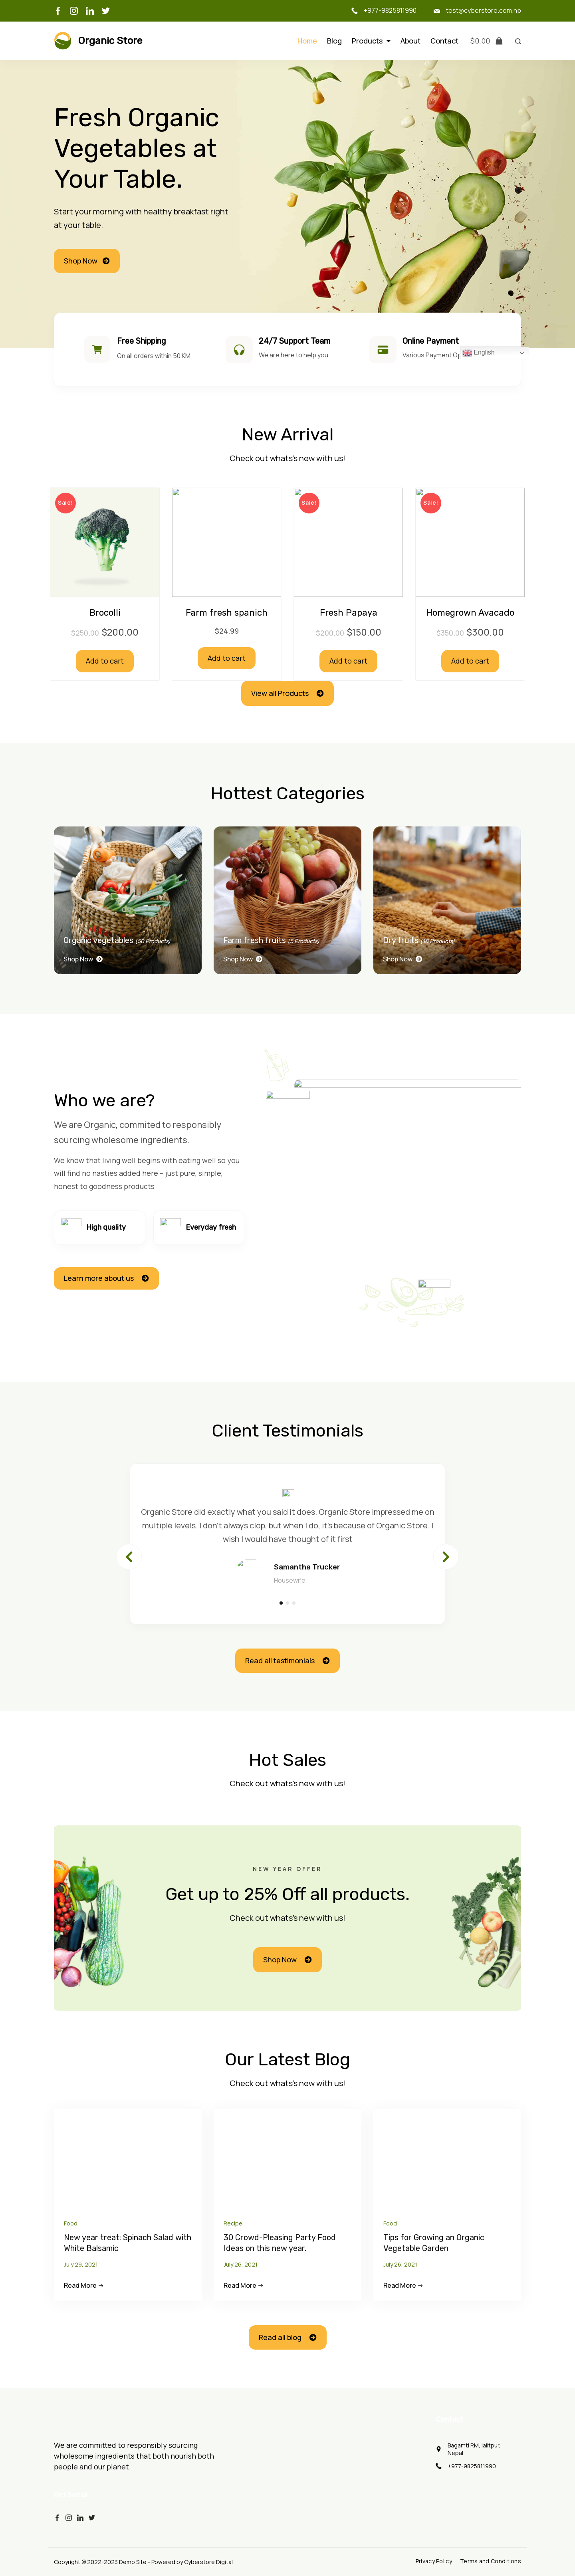 +977-9825811990
test@cyberstore.com.np
Organic Store
Home
Blog
Products
About
Contact
$0.00
Fresh Organic
Vegetables at
Your Table.
Start your morning with healthy breakfast right
at your table.
Shop Now
Free Shipping
On all orders within 50 KM
24/7 Support Team
We are here to help you
Online Payment
Various Payment Op
English
New Arrival
Check out whats's new with us!
Sale!
Brocolli
$250.00 $200.00
Add to cart
Farm fresh spanich
$24.99
Add to cart
Sale!
Fresh Papaya
$200.00 $150.00
Add to cart
Sale!
Homegrown Avacado
$350.00 $300.00
Add to cart
View all Products
Hottest Categories
Organic vegetables (50 Products)
Shop Now
Farm fresh fruits (5 Products)
Shop Now
Dry fruits
Shop Now
Who we are?
We are Organic, commited to responsibly
sourcing wholesome ingredients.
We know that living well begins with eating well so you
will find no nasties added here – just pure, simple,
honest to goodness products
High quality
Everyday fresh
Learn more about us
Client Testimonials
Organic Store did exactly what you said it does. Organic Store impressed me on
multiple levels. I don't always clop, but when I do, it's because of Organic Store. I
wish I would have thought of it first
Samantha Trucker
Housewife
Read all testimonials
Hot Sales
Check out whats's new with us!
NEW YEAR OFFER
Get up to 25% Off all products.
Check out whats's new with us!
Shop Now
Our Latest Blog
Check out whats's new with us!
Food
New year treat: Spinach Salad with
White Balsamic
July 29, 2021
Read More →
Recipe
30 Crowd-Pleasing Party Food
Ideas on this new year.
July 26, 2021
Read More →
Food
Tips for Growing an Organic
Vegetable Garden
July 26, 2021
Read More →
Read all blog
We are committed to responsibly sourcing
wholesome ingredients that both nourish both
people and our planet.
Bagamti RM, lalitpur,
Nepal
+977-9825811990
Copyright © 2022-2023 Demo Site - Powered by Cyberstore Digital
Privacy Policy
Terms and Conditions